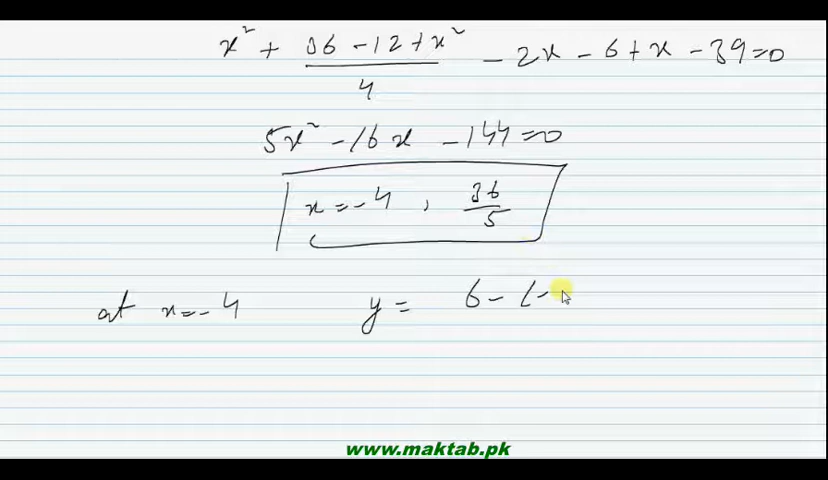 x² + 36 - 12 + x² / 4 - 2x - 6 + x - 39 = 0
5x² - 16x - 144 = 0
x = -4 , 36/5
at x = -4 y = 6 - (-
www.maktab.pk